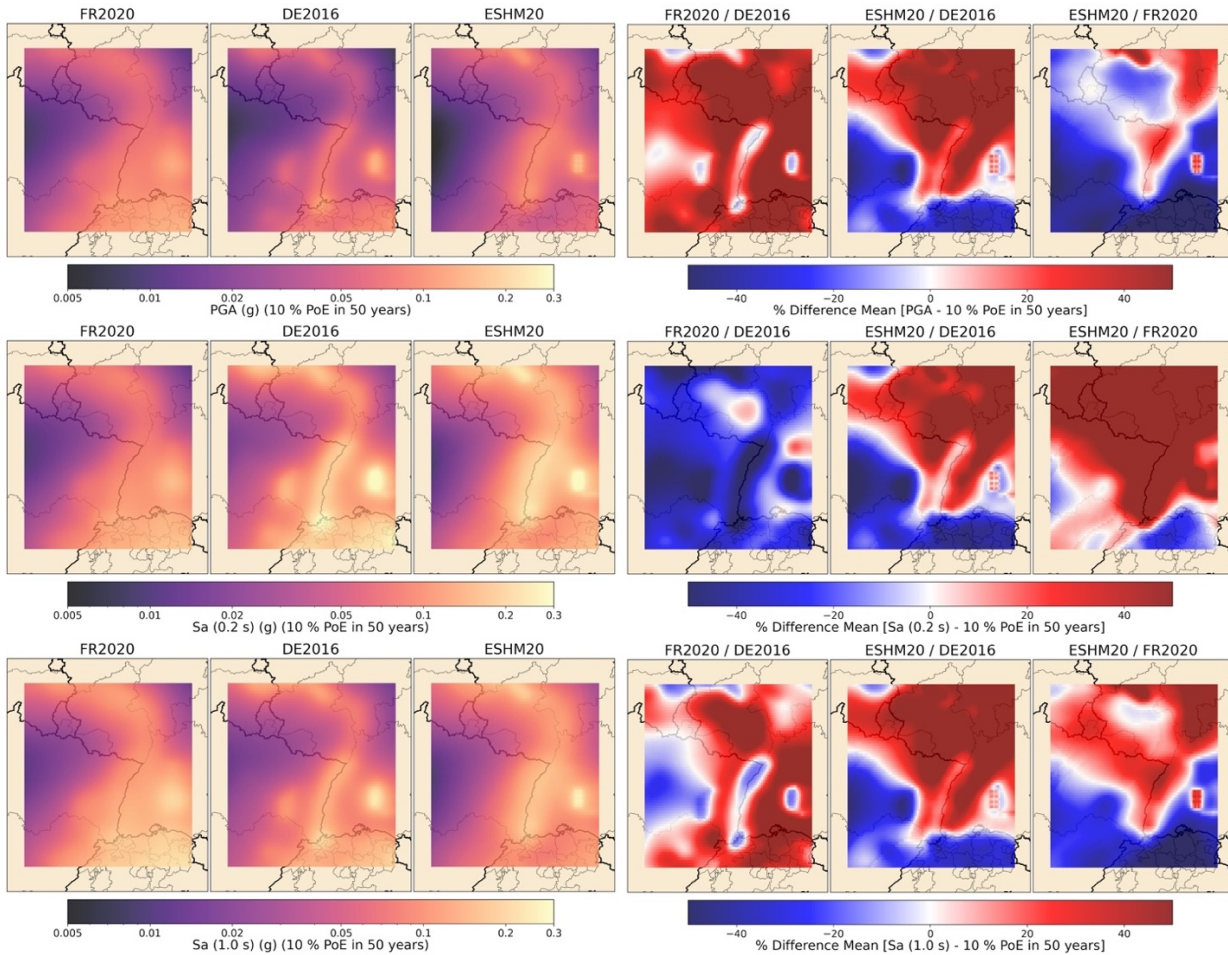 FR2020 DE2016 ESHM20 FR2020 / DE2016 ESHM20 / DE2016 ESHM20 / FR2020
0.005 0.01 0.02 0.05 0.1 0.3 −40 −20 0 20 40
PGA (g) (10 % PoE in 50 years) % Difference Mean [PGA - 10 % PoE in 50 years]
FR2020 DE2016 ESHM20 FR2020 / DE2016 ESHM20 / DE2016 ESHM20 / FR2020
0.005 0.01 0.02 0.05 0.1 0.3 −40 −20 0 20 40
Sa (0.2 s) (g) (10 % PoE in 50 years) % Difference Mean [Sa (0.2 s) - 10 % PoE in 50 years]
FR2020 DE2016 ESHM20 FR2020 / DE2016 ESHM20 / DE2016 ESHM20 / FR2020
0.005 0.01 0.02 0.05 0.1 0.3 −40 −20 0 20 40
Sa (1.0 s) (g) (10 % PoE in 50 years) % Difference Mean [Sa (1.0 s) - 10 % PoE in 50 years]